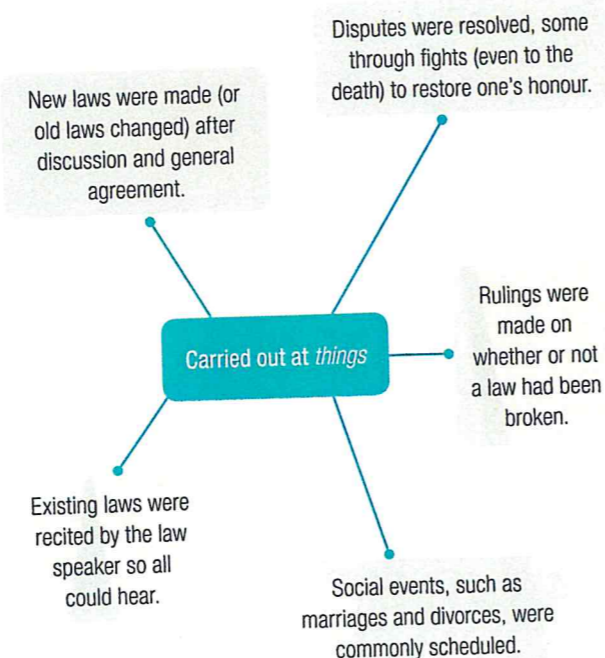 Disputes were resolved, some
through fights (even to the
death) to restore one's honour.
New laws were made (or
old laws changed) after
discussion and general
agreement.
Carried out at things
Rulings were
made on
whether or not
a law had been
broken.
Existing laws were
recited by the law
speaker so all
could hear.
Social events, such as
marriages and divorces, were
commonly scheduled.